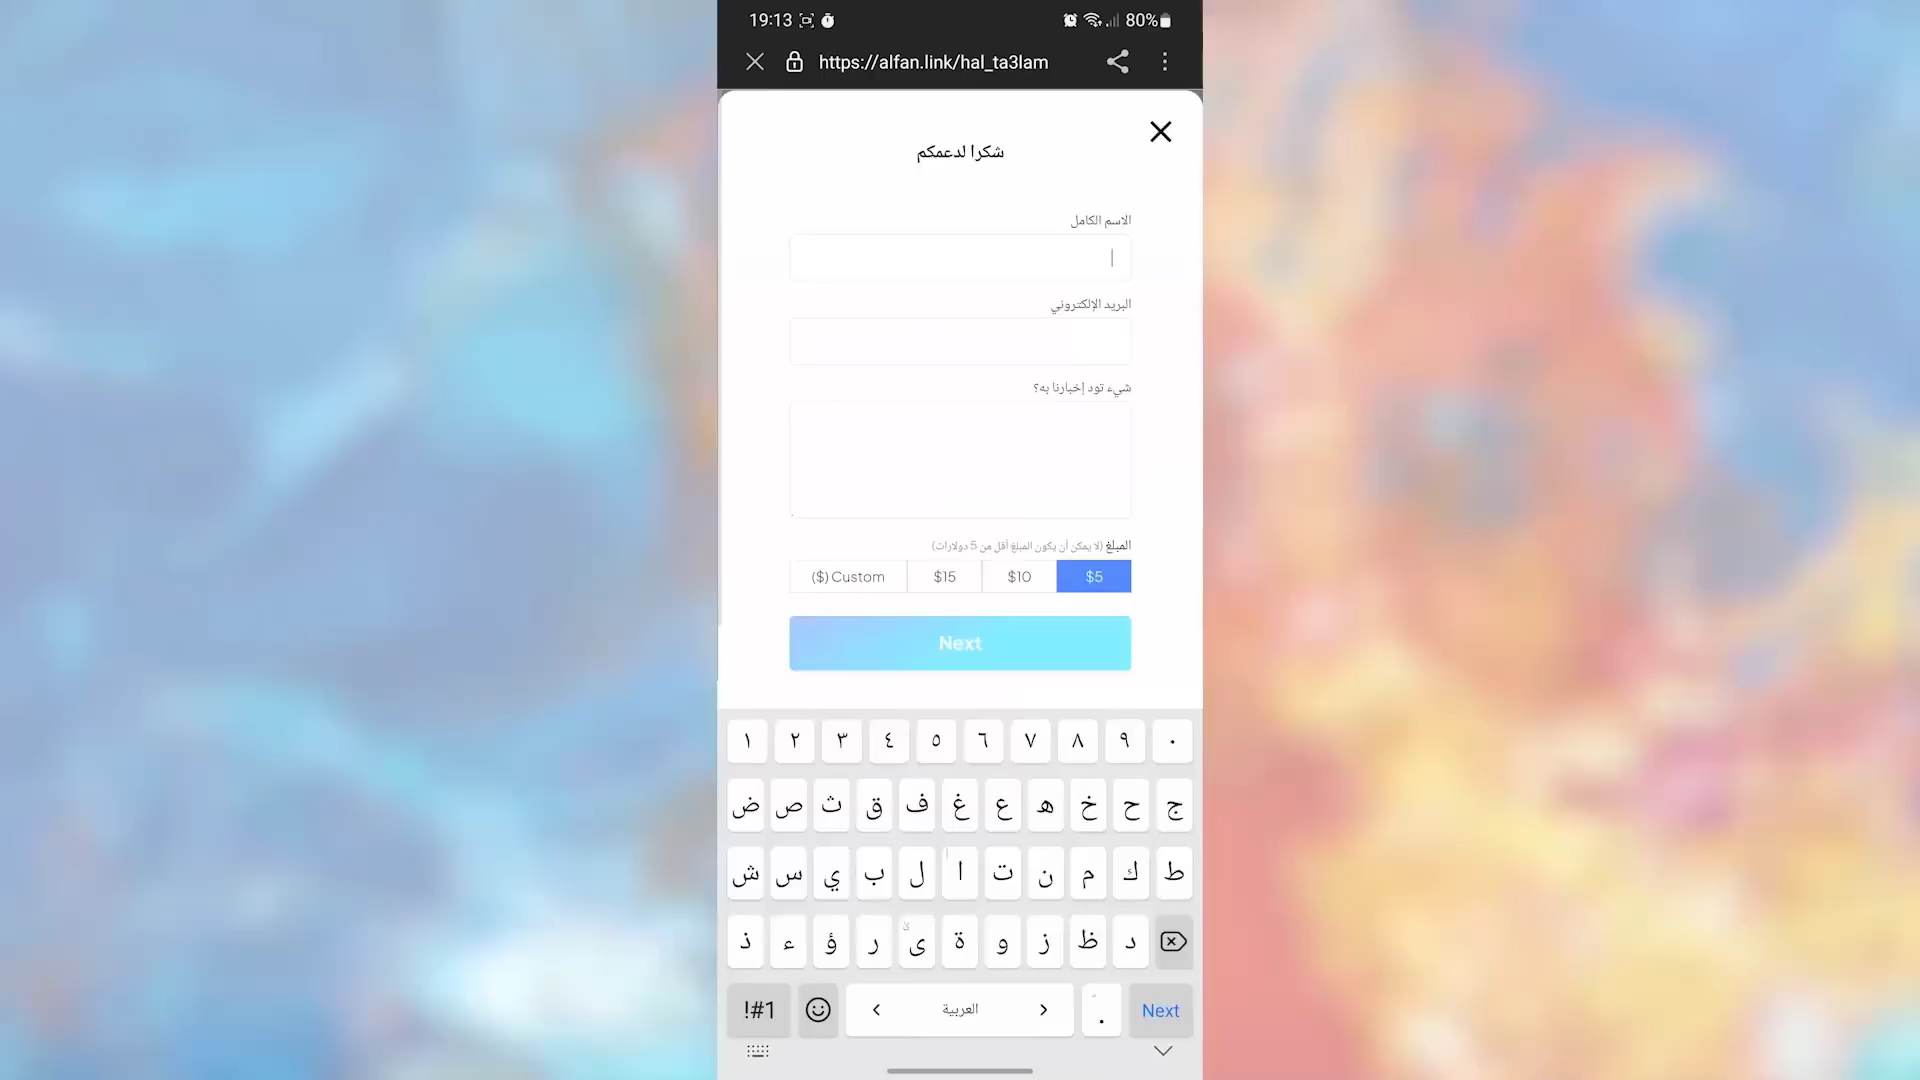 19:13
80%
https://alfan.link/hal_ta3lam
شكرا لدعمكم
الاسم الكامل
البريد الإلكتروني
شيء تود إخبارنا به؟
المبلغ (لا يمكن أن يكون المبلغ أقل من 5 دولارات)
($) Custom $15 $10 $5
Next
١ ٢ ٣ ٤ ٥ ٦ ٧ ٨ ٩ ٠
ض ص ث ق ف غ ع ه خ ح ج
ش س ي ب ل ا ت ن م ك ط
ذ ء ؤ ر ى ة و ز ظ د
!#1 العربية . Next